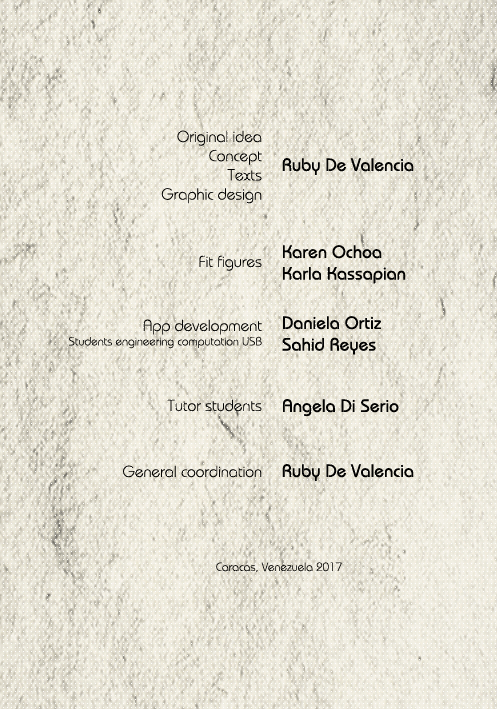 Original idea
Concept
Texts
Graphic design
Ruby De Valencia
Fit figures
Karen Ochoa
Karla Kassapian
App development
Students engineering computation USB
Daniela Ortiz
Sahid Reyes
Tutor students
Angela Di Serio
General coordination
Ruby De Valencia
Caracas, Venezuela 2017